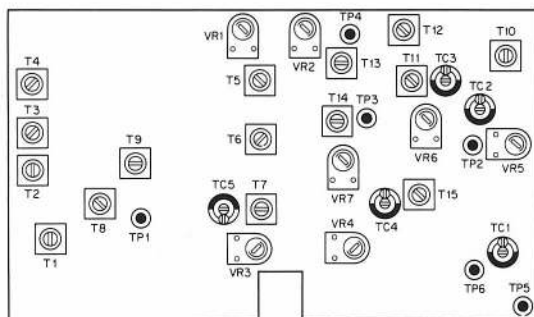 TP4
T12
VR1
VR2
T10
T4
T13
T11
TC3
T5
TC2
T3
T14
TP3
T9
T6
VR6
T2
TP2
VR5
VR7
TC5
T7
T15
T8
TC4
TP1
T1
VR4
TC1
VR3
TP6
TP5